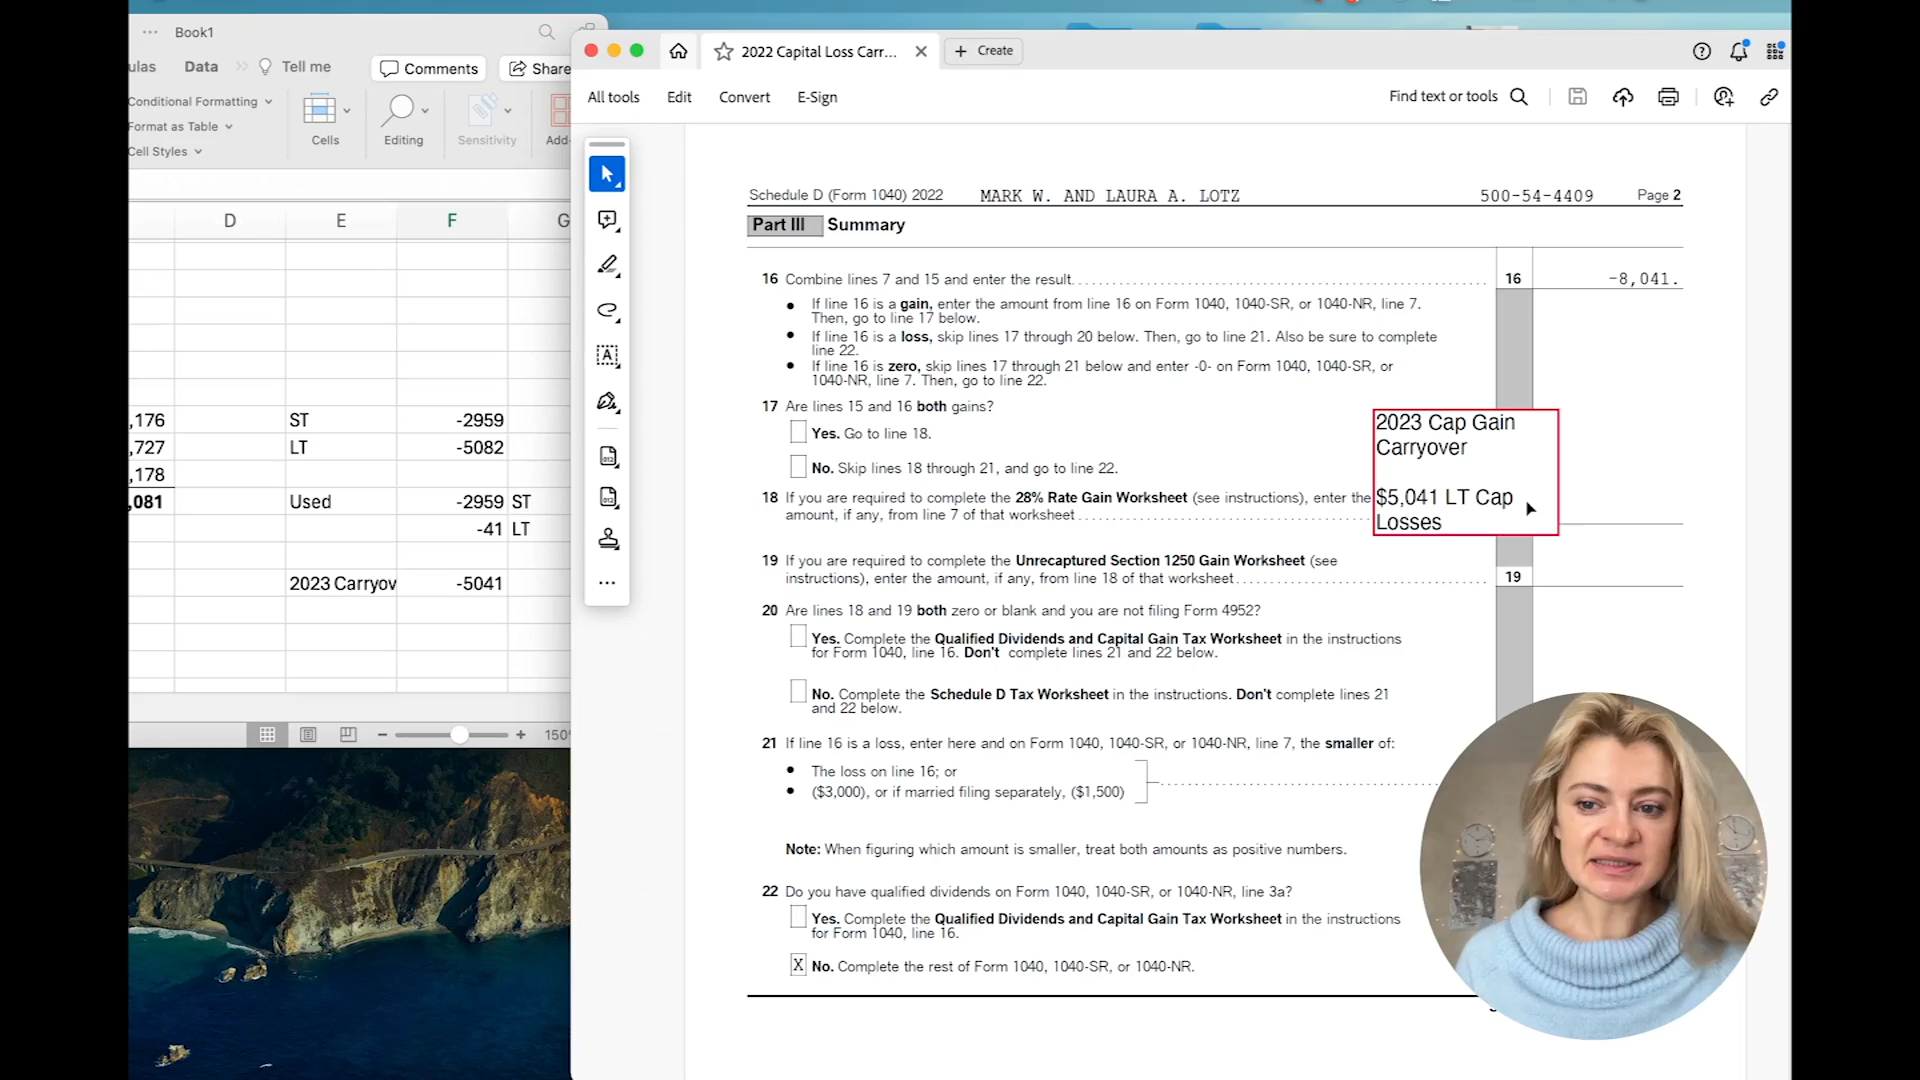 Book1
ulas Data Tell me Comments Share
Conditional Formatting
Format as Table
Cell Styles
Cells
Editing
Sensitivity
Add-
D E F G
,176 ST -2959
,727 LT -5082
,178
,081 Used -2959 ST
-41 LT
2023 Carryov -5041
150
2022 Capital Loss Carr... Create
All tools Edit Convert E-Sign Find text or tools
Schedule D (Form 1040) 2022 MARK W. AND LAURA A. LOTZ 500-54-4409 Page 2
Part III Summary
16 Combine lines 7 and 15 and enter the result 16 -8,041.
● If line 16 is a gain, enter the amount from line 16 on Form 1040, 1040-SR, or 1040-NR, line 7.
Then, go to line 17 below.
● If line 16 is a loss, skip lines 17 through 20 below. Then, go to line 21. Also be sure to complete
line 22.
● If line 16 is zero, skip lines 17 through 21 below and enter -0- on Form 1040, 1040-SR, or
1040-NR, line 7. Then, go to line 22.
17 Are lines 15 and 16 both gains?
Yes. Go to line 18.
No. Skip lines 18 through 21, and go to line 22.
2023 Cap Gain
Carryover
$5,041 LT Cap
Losses
18 If you are required to complete the 28% Rate Gain Worksheet (see instructions), enter the
amount, if any, from line 7 of that worksheet
19 If you are required to complete the Unrecaptured Section 1250 Gain Worksheet (see
instructions), enter the amount, if any, from line 18 of that worksheet 19
20 Are lines 18 and 19 both zero or blank and you are not filing Form 4952?
Yes. Complete the Qualified Dividends and Capital Gain Tax Worksheet in the instructions
for Form 1040, line 16. Don't complete lines 21 and 22 below.
No. Complete the Schedule D Tax Worksheet in the instructions. Don't complete lines 21
and 22 below.
21 If line 16 is a loss, enter here and on Form 1040, 1040-SR, or 1040-NR, line 7, the smaller of:
● The loss on line 16; or
● ($3,000), or if married filing separately, ($1,500)
Note: When figuring which amount is smaller, treat both amounts as positive numbers.
22 Do you have qualified dividends on Form 1040, 1040-SR, or 1040-NR, line 3a?
Yes. Complete the Qualified Dividends and Capital Gain Tax Worksheet in the instructions
for Form 1040, line 16.
X No. Complete the rest of Form 1040, 1040-SR, or 1040-NR.